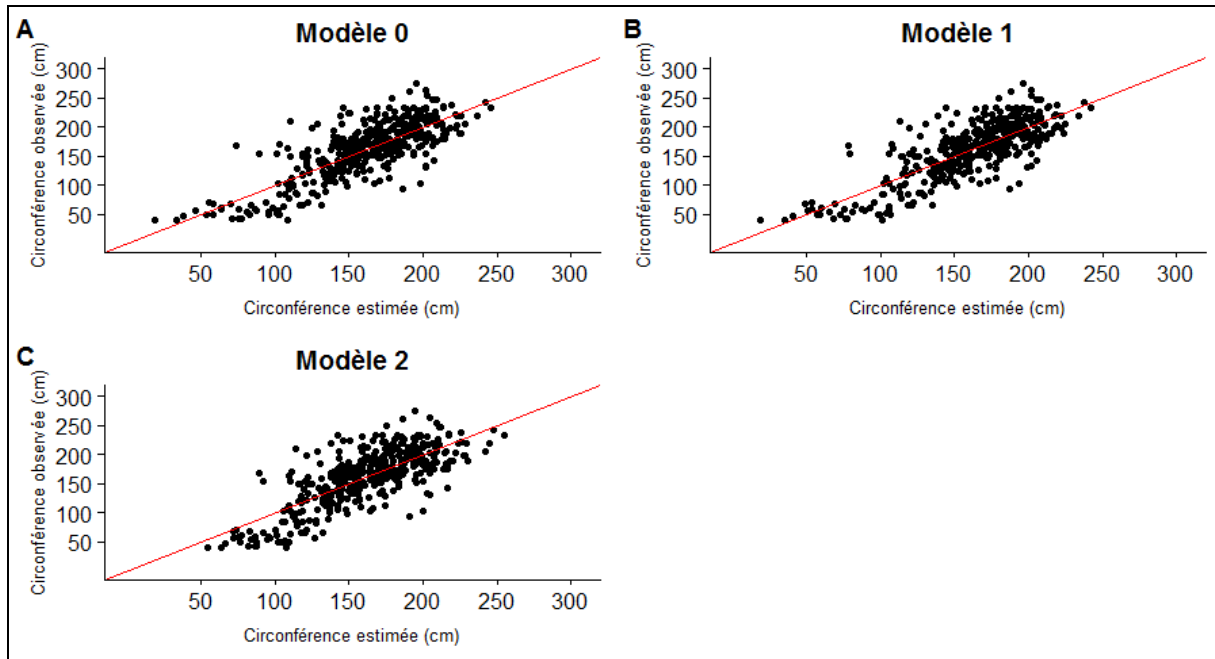 A
Modèle 0
Circonférence observée (cm)
300
250
200
150
100
50
50 100 150 200 250 300
Circonférence estimée (cm)
B
Modèle 1
Circonférence observée (cm)
300
250
200
150
100
50
50 100 150 200 250 300
Circonférence estimée (cm)
C
Modèle 2
Circonférence observée (cm)
300
250
200
150
100
50
50 100 150 200 250 300
Circonférence estimée (cm)